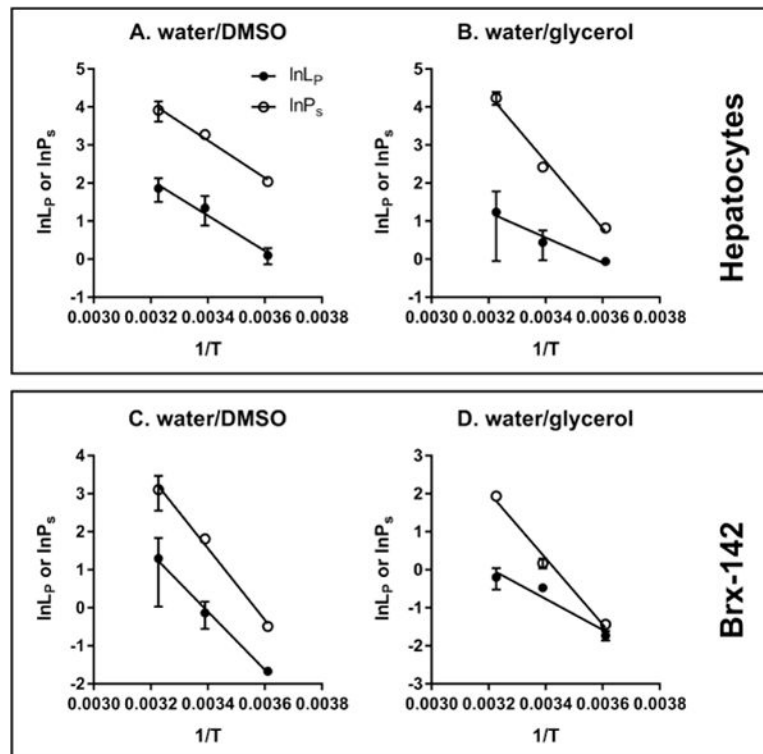 A. water/DMSO
lnLP
lnPs
lnLP or lnPs
5
4
3
2
1
0
-1
0.0030 0.0032 0.0034 0.0036 0.0038
1/T
B. water/glycerol
lnLP or lnPs
5
4
3
2
1
0
-1
0.0030 0.0032 0.0034 0.0036 0.0038
1/T
Hepatocytes
C. water/DMSO
lnLP or lnPs
4
3
2
1
0
-1
-2
0.0030 0.0032 0.0034 0.0036 0.0038
1/T
D. water/glycerol
lnLP or lnPs
3
2
1
0
-1
-2
-3
0.0030 0.0032 0.0034 0.0036 0.0038
1/T
Brx-142